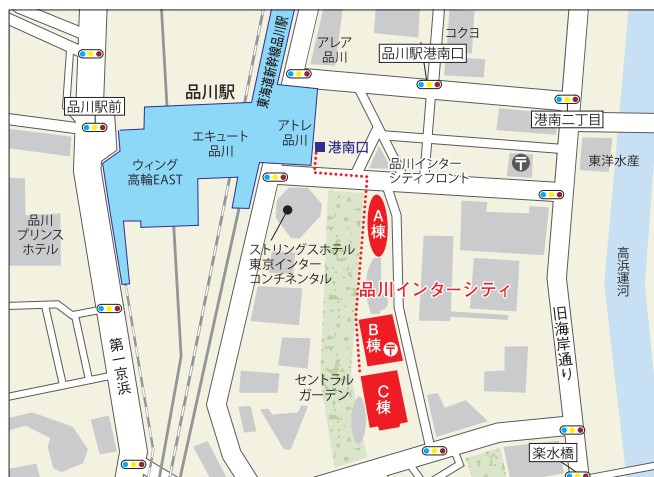 コクヨ
アレア
品川
品川駅港南口
東海道新幹線品川駅
品川駅
品川駅前
港南二丁目
アトレ
品川
エキュート
品川
港南口
品川インター
シティフロント
〒
東洋水産
ウィング
高輪EAST
品川
プリンス
ホテル
A
棟
ストリングスホテル
東京インター
コンチネンタル
高浜運河
品川インターシティ
B
棟
〒
旧海岸通り
第一京浜
セントラル
ガーデン
C
棟
楽水橋